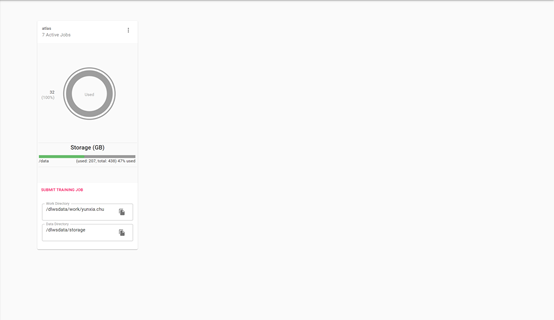 atlas
7 Active Jobs
32
(100%)
Used
Storage (GB)
/data
(used: 207, total: 438) 47% used
SUBMIT TRAINING JOB
Work Directory
/dlwsdata/work/yunxia.chu
Data Directory
/dlwsdata/storage